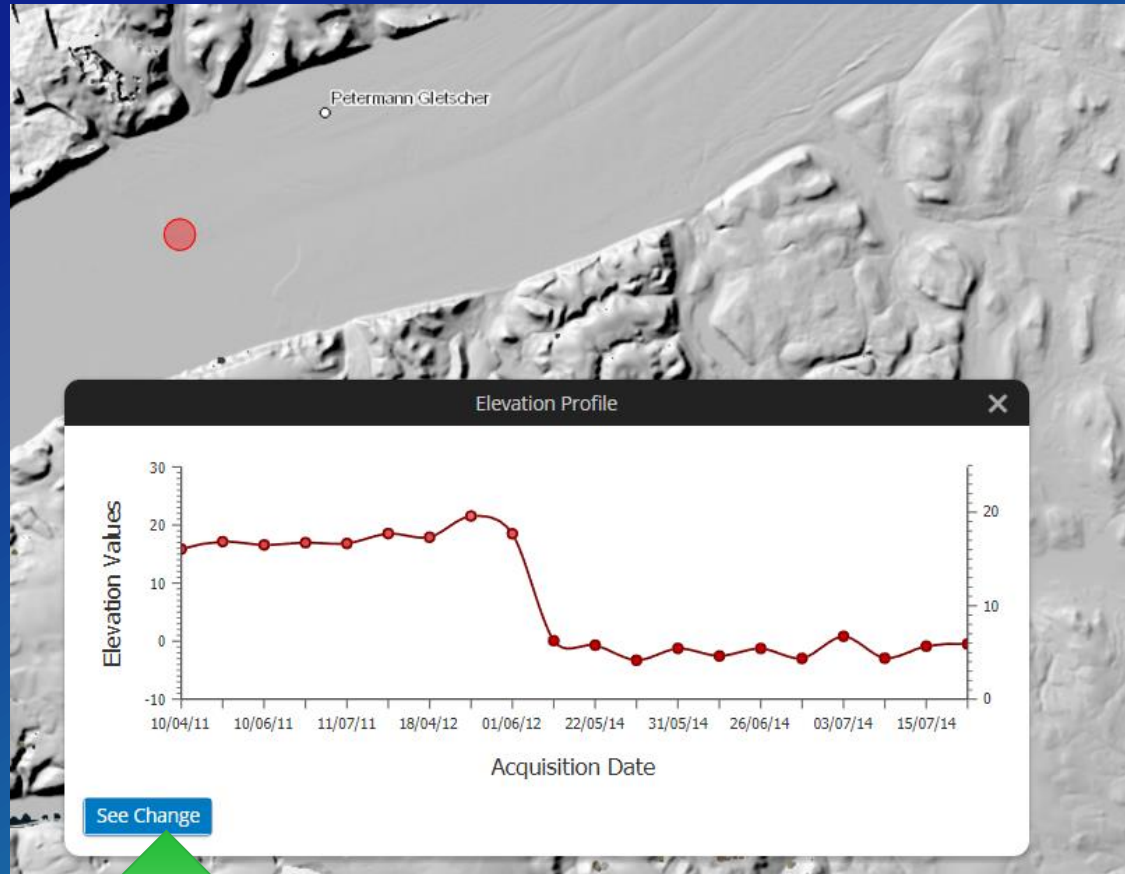 Petermann Gletscher
Elevation Profile
Elevation Values
30
20
10
0
-10
20
10
0
10/04/11 10/06/11 11/07/11 18/04/12 01/06/12 22/05/14 31/05/14 26/06/14 03/07/14 15/07/14
Acquisition Date
See Change